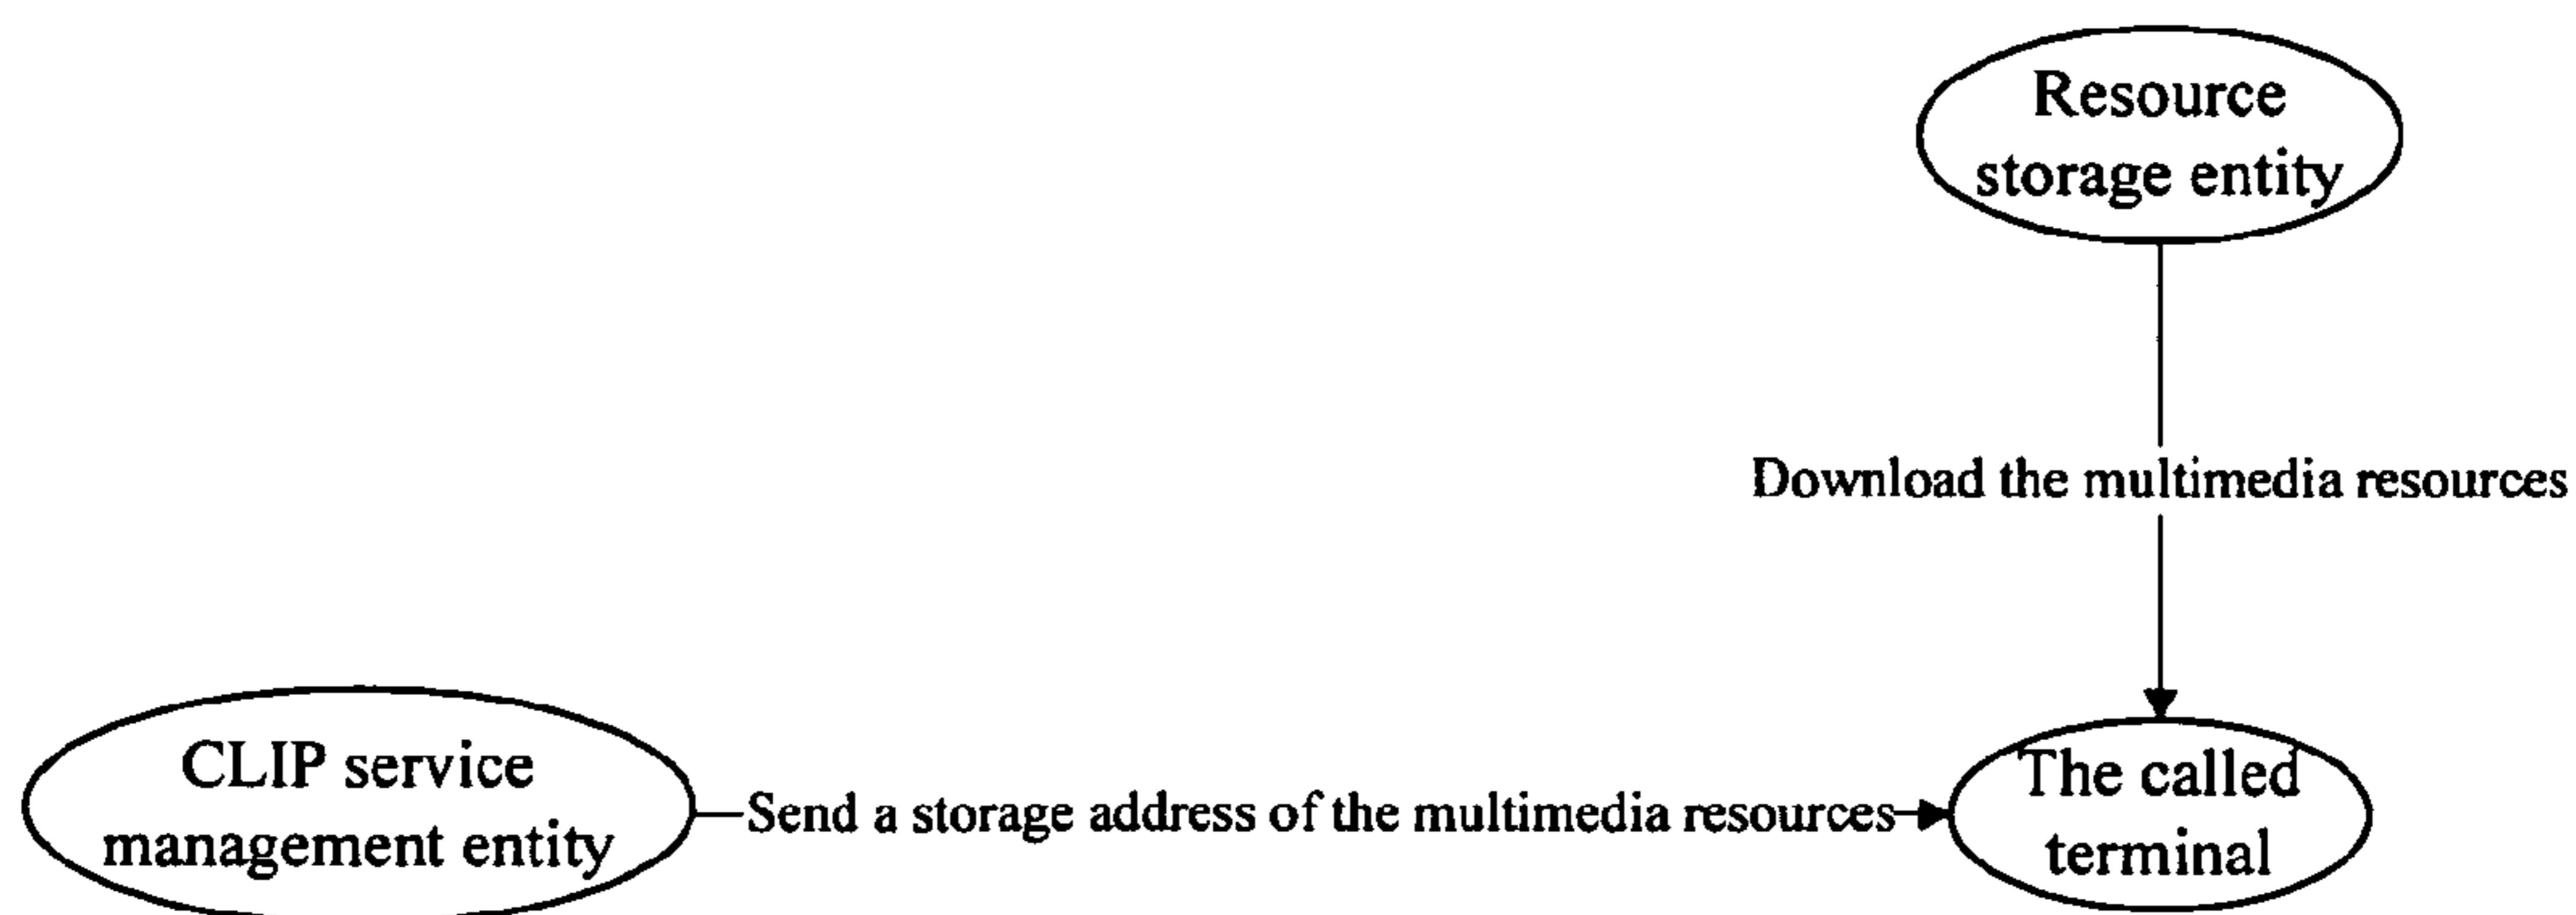 Resource
storage entity
Download the multimedia resources
CLIP service
management entity
Send a storage address of the multimedia resources
The called
terminal